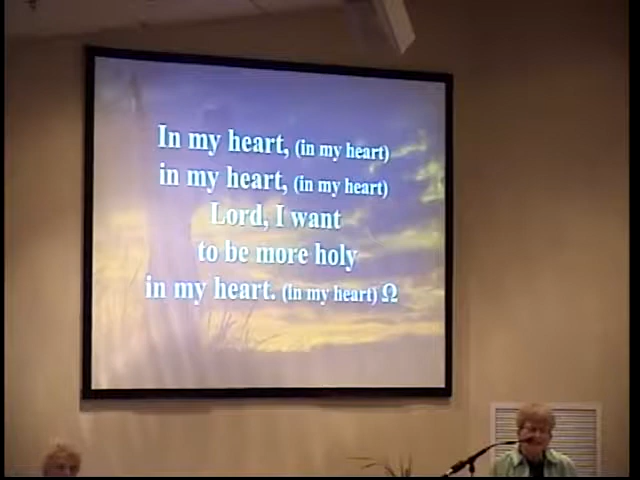 In my heart, (in my heart)
in my heart, (in my heart)
Lord, I want
to be more holy
in my heart. (in my heart) Ω